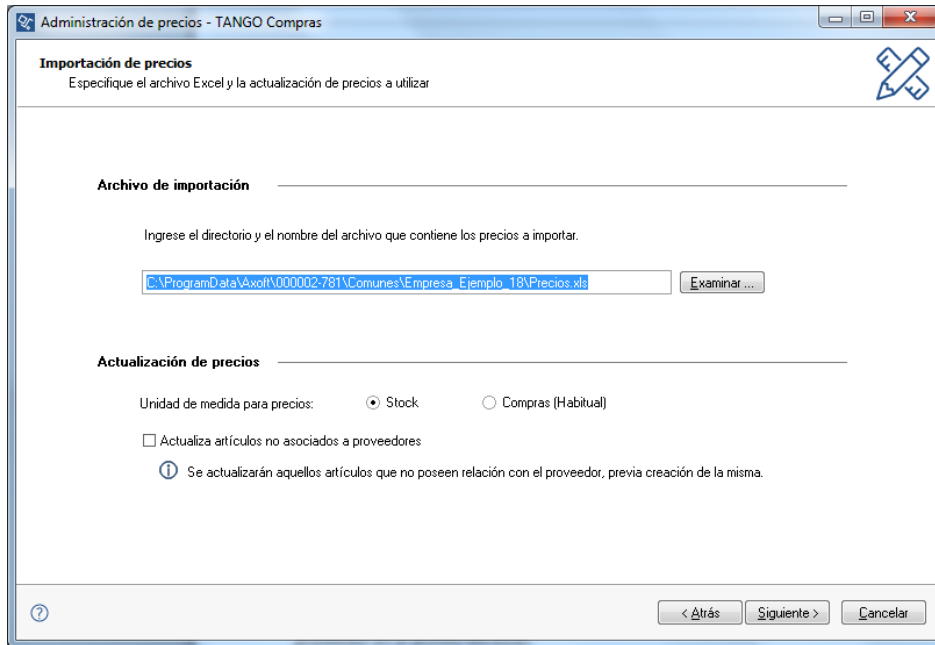 Administración de precios - TANGO Compras
Importación de precios
Especifique el archivo Excel y la actualización de precios a utilizar
Archivo de importación
Ingrese el directorio y el nombre del archivo que contiene los precios a importar.
C:\ProgramData\Axoft\000002-781\Comunes\Empresa_Ejemplo_18\Precios.xls Examinar ...
Actualización de precios
Unidad de medida para precios: Stock Compras (Habitual)
Actualiza artículos no asociados a proveedores
Se actualizarán aquellos artículos que no poseen relación con el proveedor, previa creación de la misma.
? < Atrás Siguiente > Cancelar